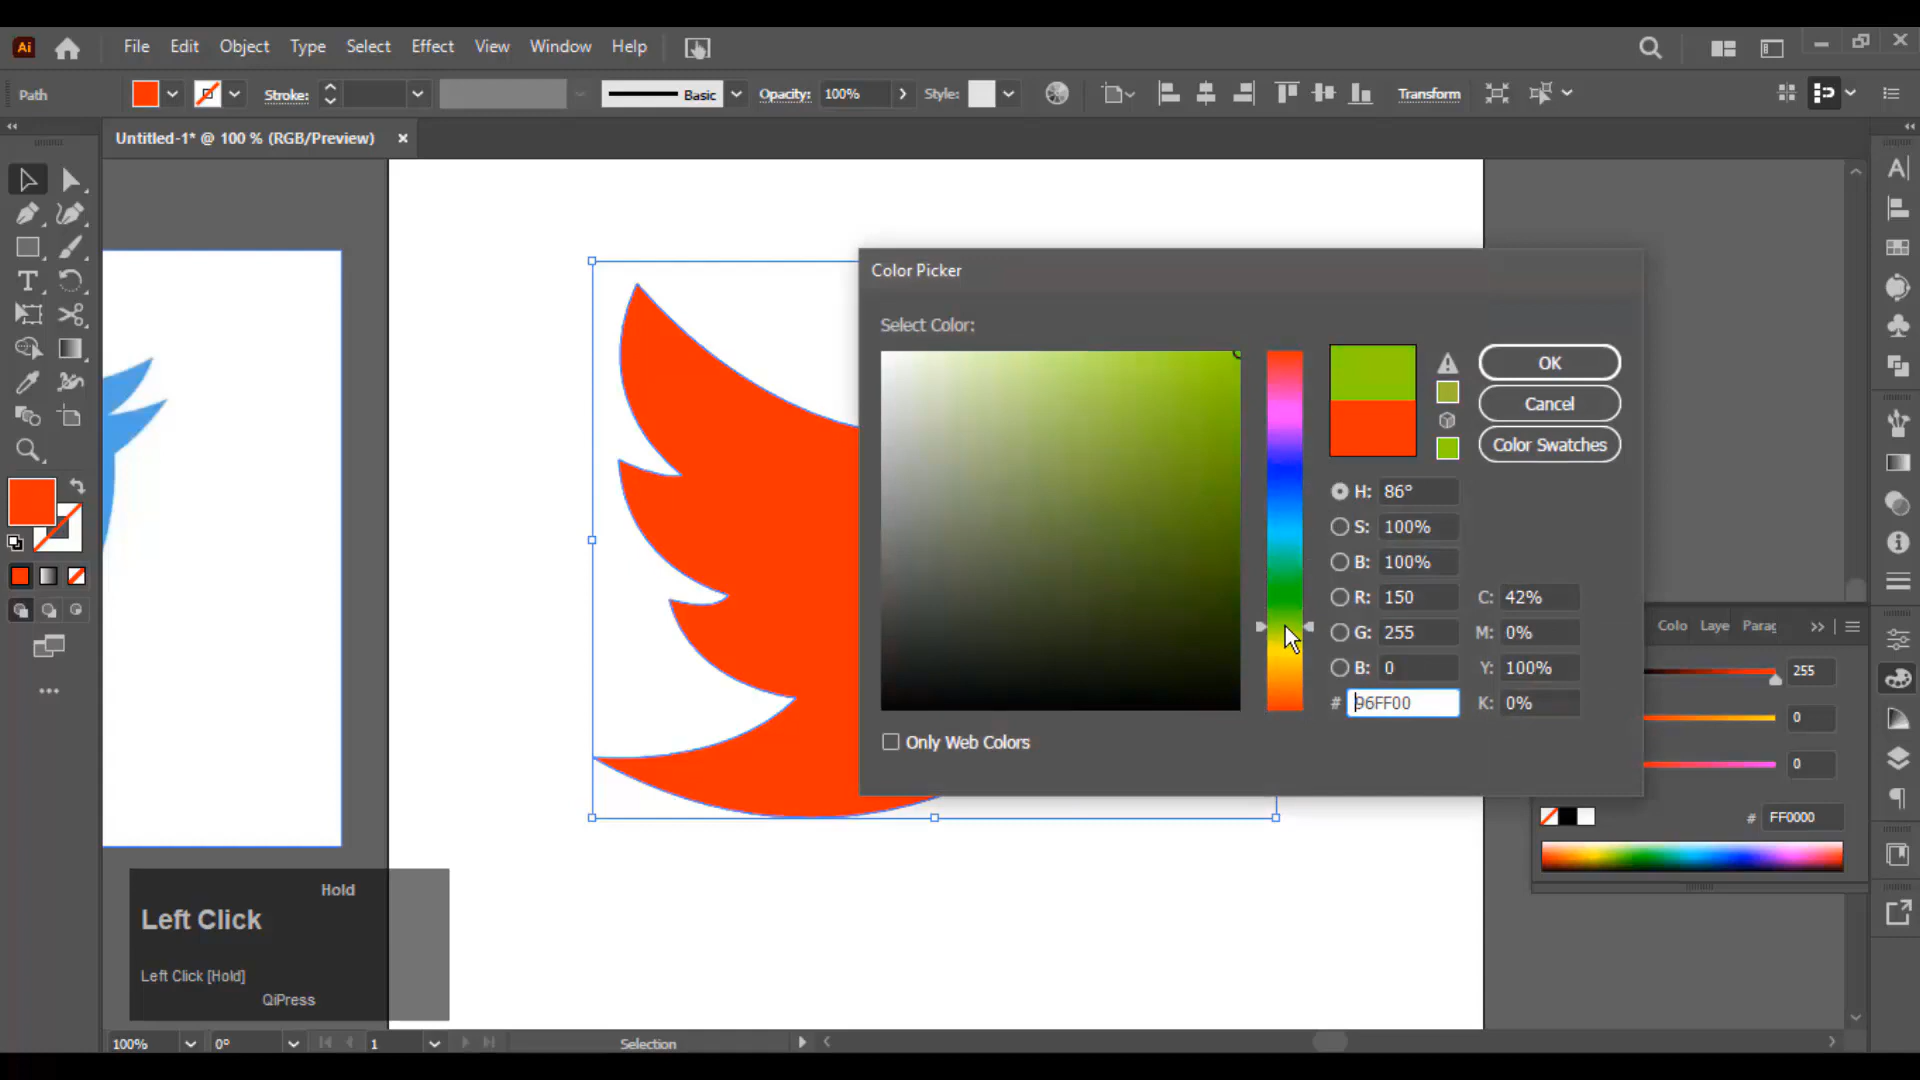 Ai File Edit Object Type Select Effect View Window Help
Path Stroke: Basic Opacity: 100% Style: Transform
Untitled-1* @ 100 % (RGB/Preview) ×
Color Picker
Select Color:
OK
Cancel
Color Swatches
H: 86°
S: 100%
B: 100%
R: 150 C: 42%
G: 255 M: 0%
B: 0 Y: 100%
# 96FF00 K: 0%
Only Web Colors
Colo Laye Parag
255
0
0
# FF0000
Hold
Left Click
Left Click [Hold]
QiPress
100% 0° 1 Selection